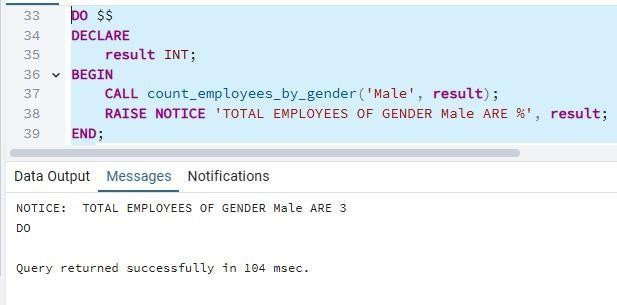 33 DO $$
34 DECLARE
35 result INT;
36 BEGIN
37 CALL count_employees_by_gender('Male', result);
38 RAISE NOTICE 'TOTAL EMPLOYEES OF GENDER Male ARE %', result;
39 END;
Data Output Messages Notifications
NOTICE: TOTAL EMPLOYEES OF GENDER Male ARE 3
DO
Query returned successfully in 104 msec.